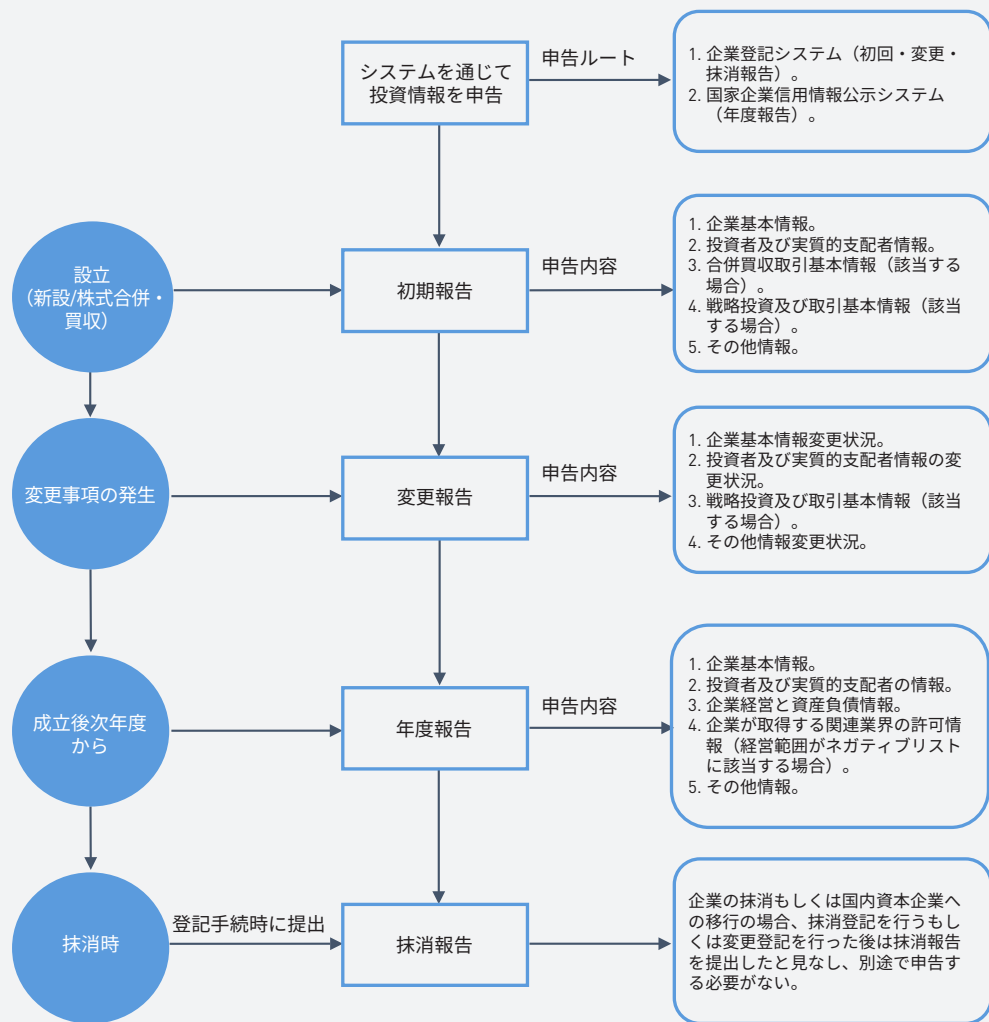 システムを通じて
投資情報を申告
申告ルート
1. 企業登記システム（初回・変更・
抹消報告）。
2. 国家企業信用情報公示システム
（年度報告）。
設立
（新設/株式合併・
買収）
初期報告
申告内容
1. 企業基本情報。
2. 投資者及び実質的支配者情報。
3. 合併買収取引基本情報（該当する
場合）。
4. 戦略投資及び取引基本情報（該当
する場合）。
5. その他情報。
変更事項の発生
変更報告
申告内容
1. 企業基本情報変更状況。
2. 投資者及び実質的支配者情報の変
更状況。
3. 戦略投資及び取引基本情報（該当
する場合）。
4. その他情報変更状況。
成立後次年度
から
年度報告
申告内容
1. 企業基本情報。
2. 投資者及び実質的支配者の情報。
3. 企業経営と資産負債情報。
4. 企業が取得する関連業界の許可情
報（経営範囲がネガティブリスト
に該当する場合）。
5. その他情報。
抹消時
登記手続時に提出
抹消報告
企業の抹消もしくは国内資本企業へ
の移行の場合、抹消登記を行うもし
くは変更登記を行った後は抹消報告
を提出したと見なし、別途で申告す
る必要がない。